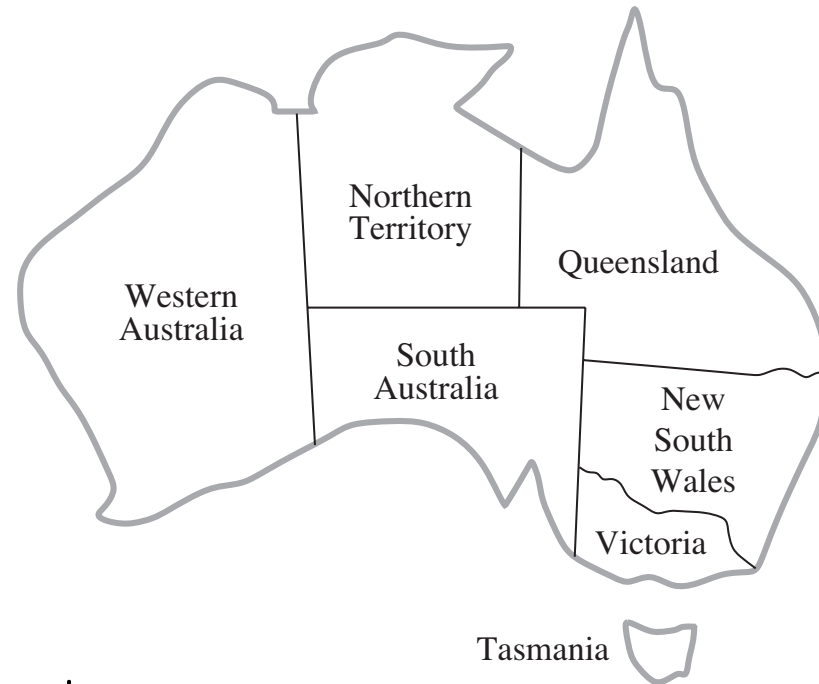 Northern
Territory
Queensland
Western
Australia
South
Australia
New
South
Wales
Victoria
Tasmania